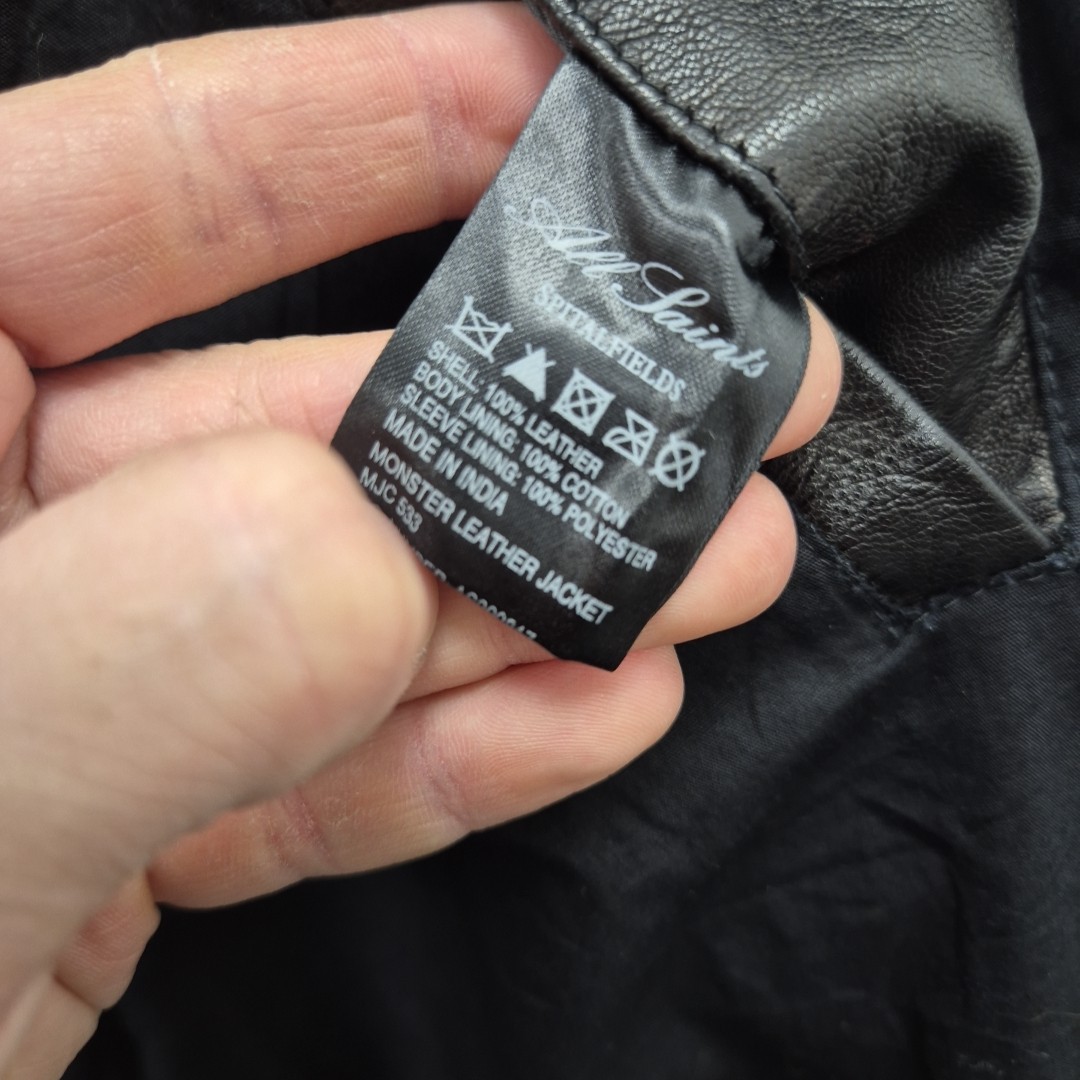 All Saints
SPITALFIELDS
SHELL: 100% LEATHER
BODY LINING: 100% COTTON
SLEEVE LINING: 100% POLYESTER
MADE IN INDIA
MONSTER LEATHER JACKET
MJC 533